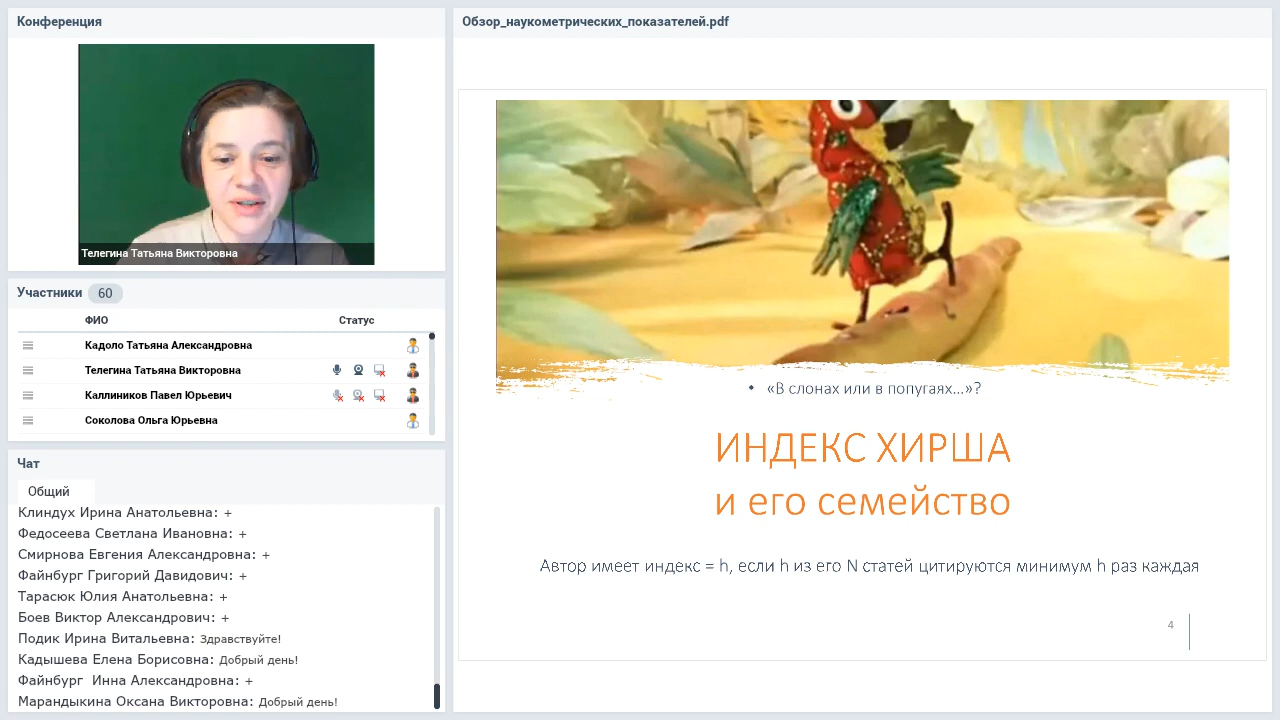 Конференция
Телегина Татьяна Викторовна
Участники 60
ФИО Статус
Кадоло Татьяна Александровна
Телегина Татьяна Викторовна
Каллиников Павел Юрьевич
Соколова Ольга Юрьевна
Чат
Общий
Клиндух Ирина Анатольевна: +
Федосеева Светлана Ивановна: +
Смирнова Евгения Александровна: +
Файнбург Григорий Давидович: +
Тарасюк Юлия Анатольевна: +
Боев Виктор Александрович: +
Подик Ирина Витальевна: Здравствуйте!
Кадышева Елена Борисовна: Добрый день!
Файнбург Инна Александровна: +
Марандыкина Оксана Викторовна: Добрый день!
Обзор_наукометрических_показателей.pdf
• «В слонах или в попугаях…»?
ИНДЕКС ХИРША
и его семейство
Автор имеет индекс = h, если h из его N статей цитируются минимум h раз каждая
4